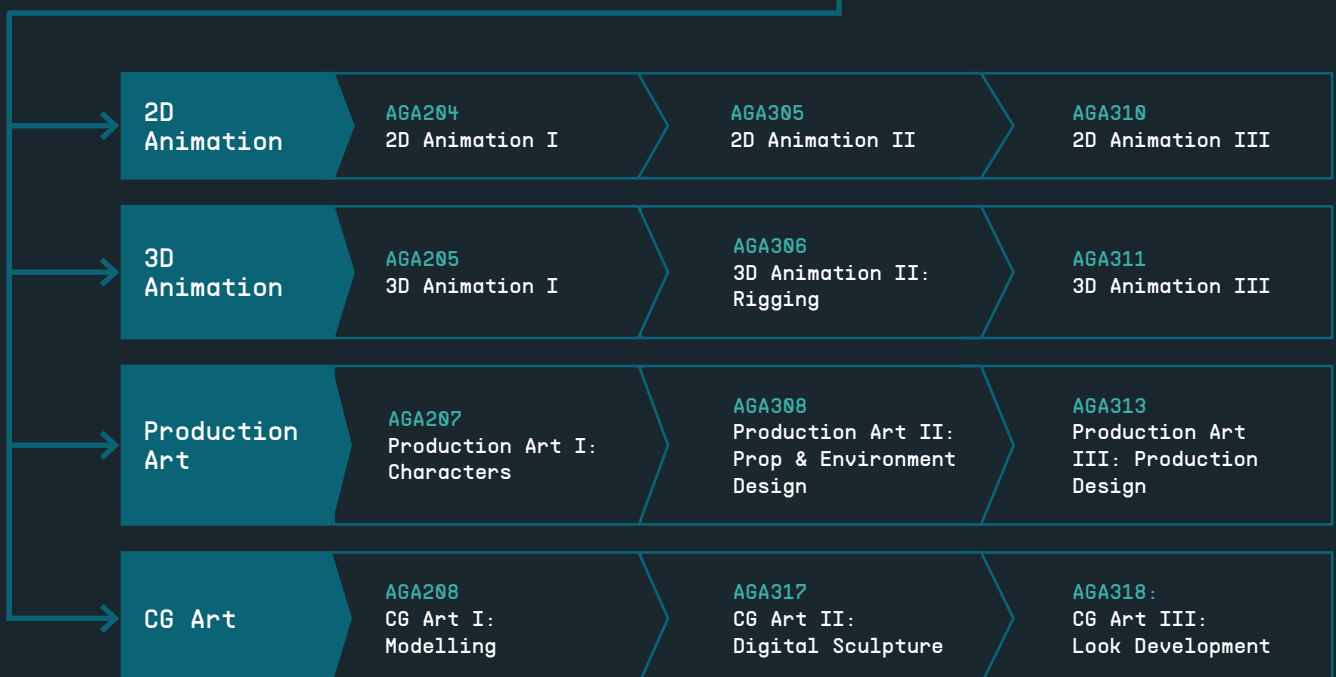 2D
Animation
AGA204
2D Animation I
AGA305
2D Animation II
AGA310
2D Animation III
3D
Animation
AGA205
3D Animation I
AGA306
3D Animation II:
Rigging
AGA311
3D Animation III
Production
Art
AGA207
Production Art I:
Characters
AGA308
Production Art II:
Prop & Environment
Design
AGA313
Production Art
III: Production
Design
CG Art
AGA208
CG Art I:
Modelling
AGA317
CG Art II:
Digital Sculpture
AGA318:
CG Art III:
Look Development